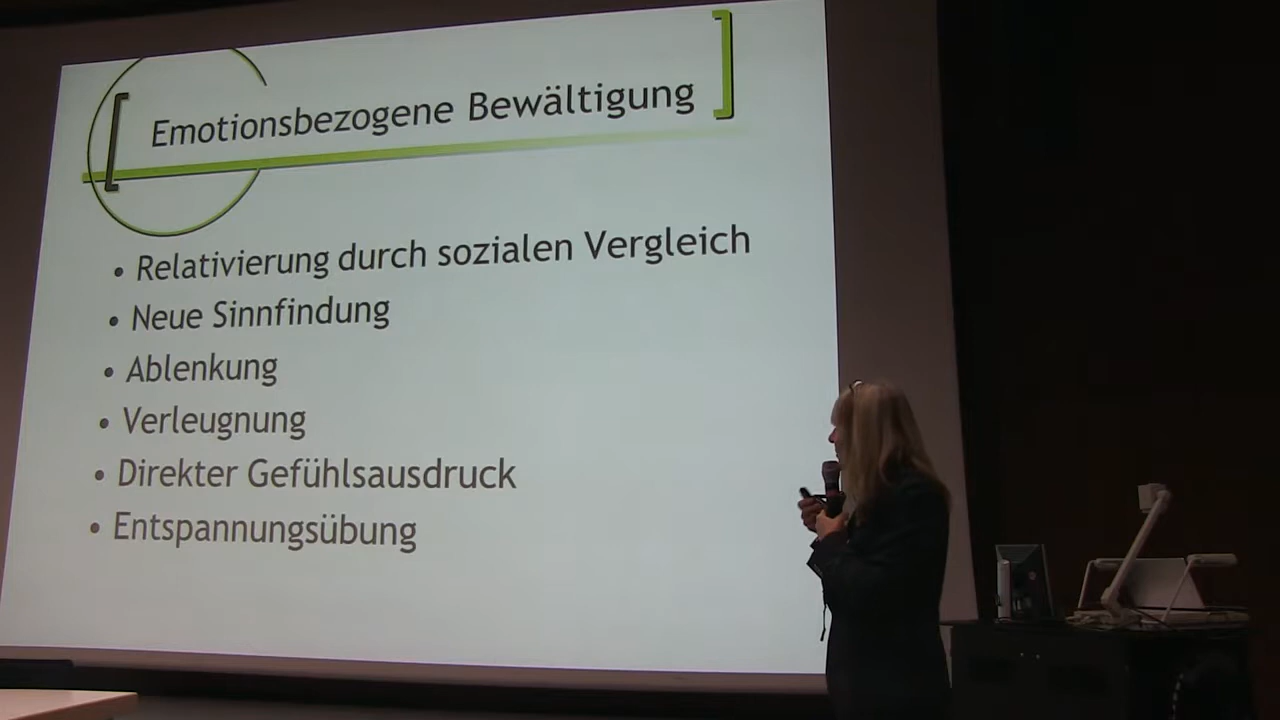 Emotionsbezogene Bewältigung
• Relativierung durch sozialen Vergleich
• Neue Sinnfindung
• Ablenkung
• Verleugnung
• Direkter Gefühlsausdruck
• Entspannungsübung